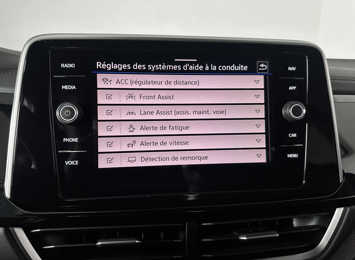 Réglages des systèmes d'aide à la conduite
RADIO
NAV
ACC (régulateur de distance)
MEDIA
APP
Front Assist
Lane Assist (assis. maint. voie)
Alerte de fatigue
PHONE
CAR
Alerte de vitesse
VOICE
MENU
Détection de remorque